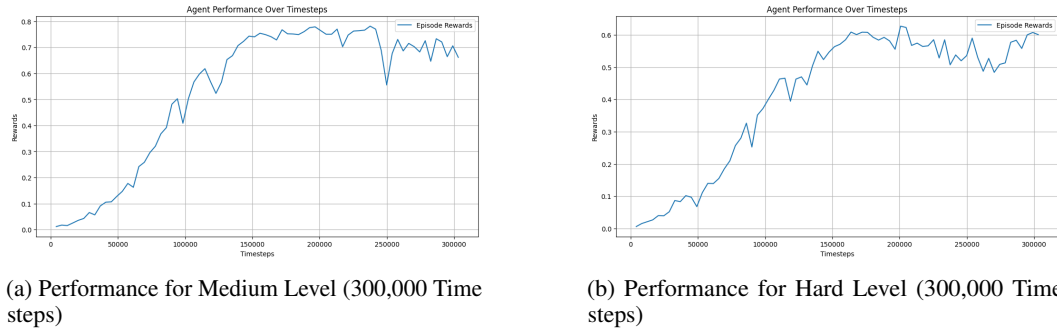 Agent Performance Over Timesteps
Episode Rewards
Rewards
0.8
0.7
0.6
0.5
0.4
0.3
0.2
0.1
0.0
0
50000
100000
150000
200000
250000
300000
Timesteps
(a) Performance for Medium Level (300,000 Time
steps)
Agent Performance Over Timesteps
Episode Rewards
Rewards
0.6
0.5
0.4
0.3
0.2
0.1
0.0
0
50000
100000
150000
200000
250000
300000
Timesteps
(b) Performance for Hard Level (300,000 Time
steps)